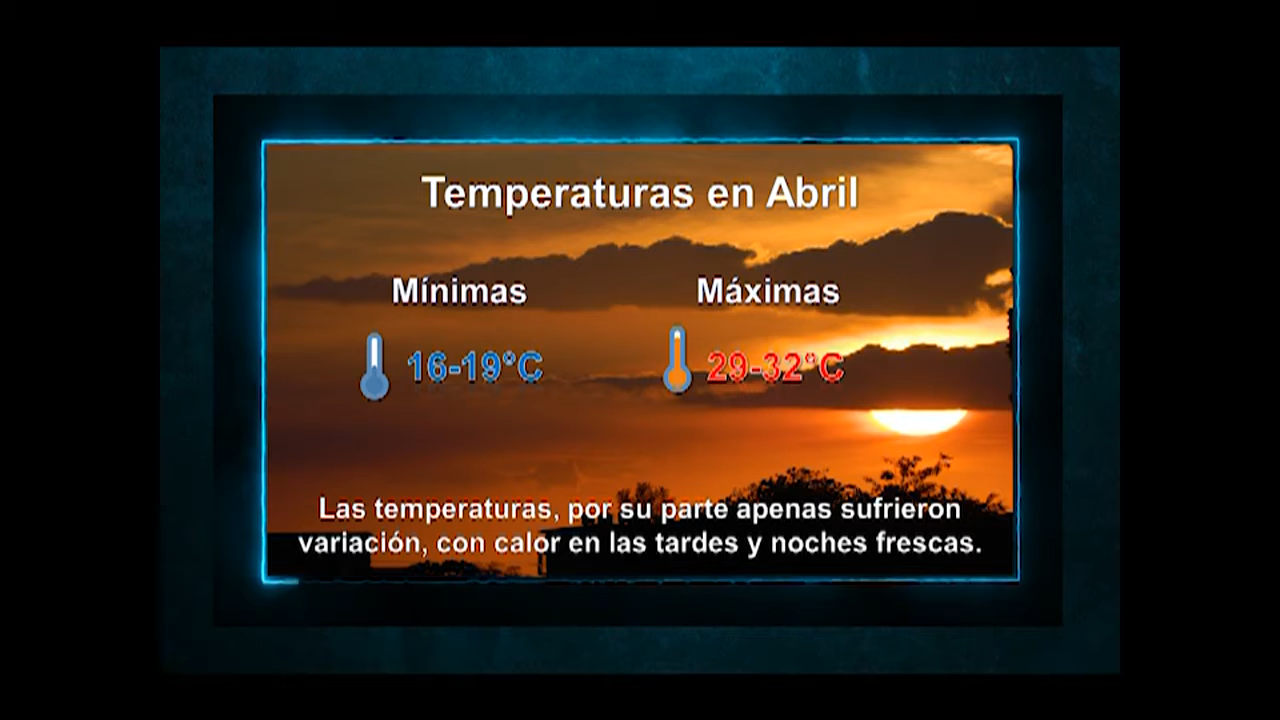 Temperaturas en Abril
Mínimas
Máximas
16-19°C
29-32°C
Las temperaturas, por su parte apenas sufrieron
variación, con calor en las tardes y noches frescas.